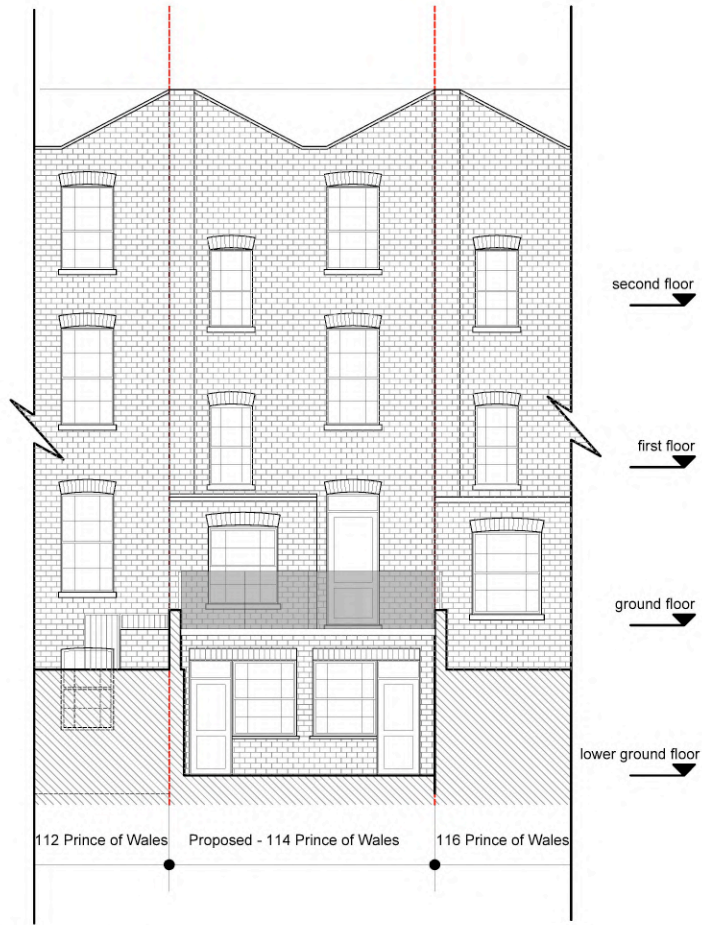 second floor
first floor
ground floor
lower ground floor
112 Prince of Wales
Proposed - 114 Prince of Wales
116 Prince of Wales